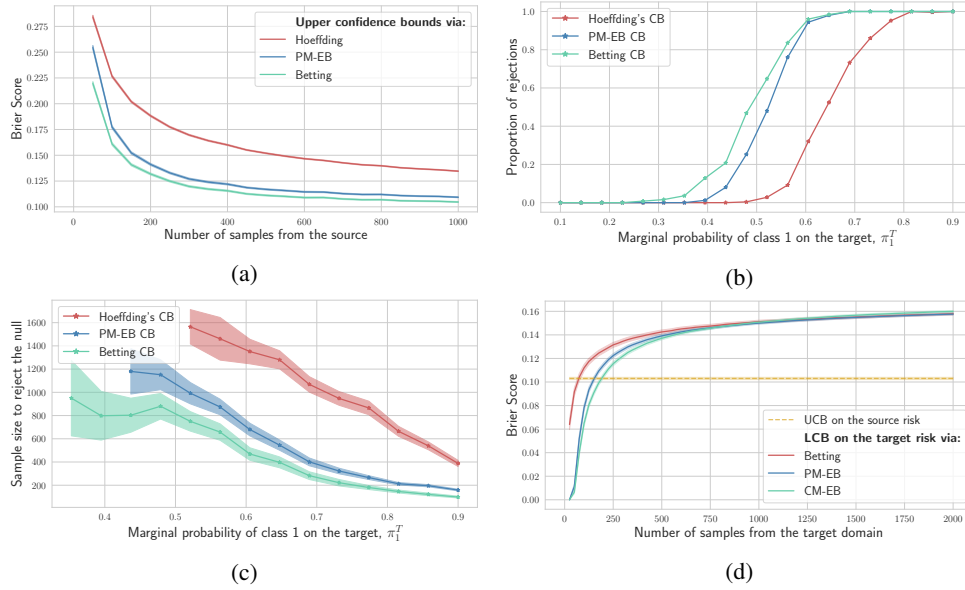 0.275
0.250
0.225
0.200
0.175
0.150
0.125
0.100
Brier Score
0
200
400
600
800
1000
Number of samples from the source
Upper confidence bounds via:
Hoeffding
PM-EB
Betting
(a)
1.0
0.8
0.6
0.4
0.2
0.0
Proportion of rejections
0.1
0.2
0.3
0.4
0.5
0.6
0.7
0.8
0.9
Marginal probability of class 1 on the target, π₁ᵀ
Hoeffding's CB
PM-EB CB
Betting CB
(b)
1600
1400
1200
1000
800
600
400
200
Sample size to reject the null
0.4
0.5
0.6
0.7
0.8
0.9
Marginal probability of class 1 on the target, π₁ᵀ
Hoeffding's CB
PM-EB CB
Betting CB
(c)
0.16
0.14
0.12
0.10
0.08
0.06
0.04
0.02
0.00
Brier Score
0
250
500
750
1000
1250
1500
1750
2000
Number of samples from the target domain
UCB on the source risk
LCB on the target risk via:
Betting
PM-EB
CM-EB
(d)